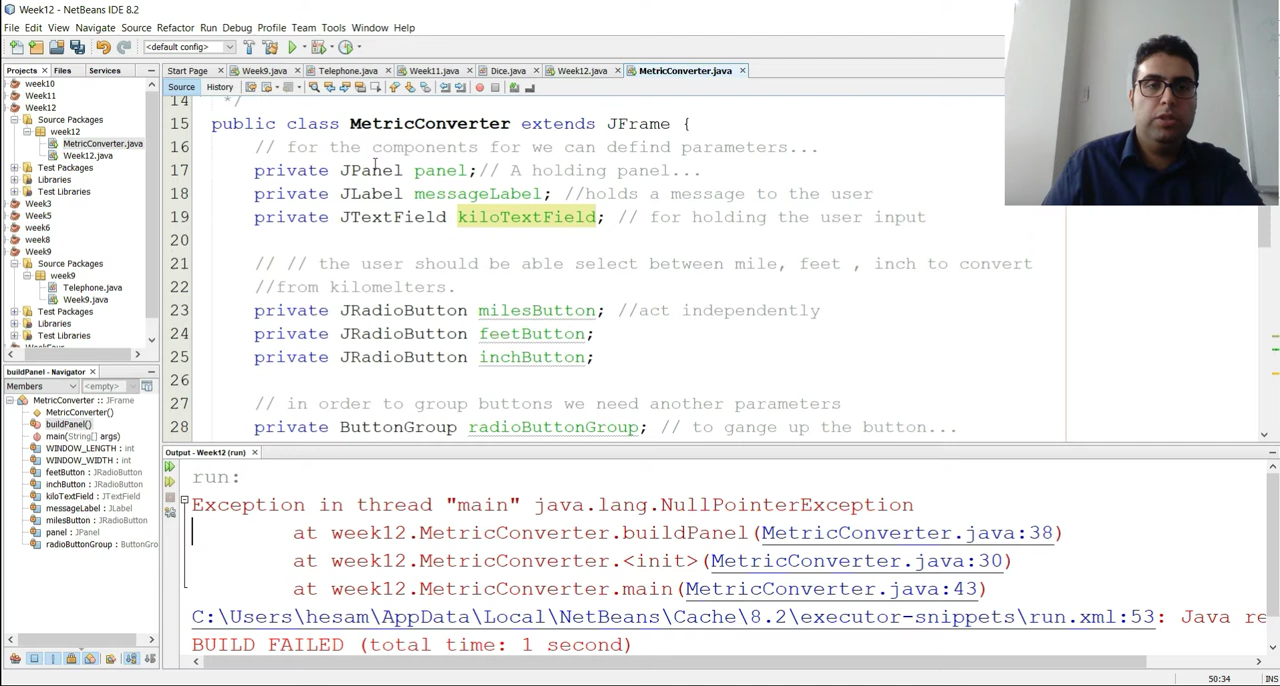 Week12 - NetBeans IDE 8.2
File Edit View Navigate Source Refactor Run Debug Profile Team Tools Window Help
<default config>
Projects Files Services
Start Page Week9.java Telephone.java Week11.java Dice.java Week12.java MetricConverter.java
Source History
week10
Week11
Week12
Source Packages
week12
MetricConverter.java
Week12.java
Test Packages
Libraries
Test Libraries
Week3
Week5
week6
week8
Week9
Source Packages
week9
Telephone.java
Week9.java
Test Packages
Libraries
Test Libraries
14 */
15 public class MetricConverter extends JFrame {
16 // for the components for we can defind parameters...
17 private JPanel panel;// A holding panel...
18 private JLabel messageLabel; //holds a message to the user
19 private JTextField kiloTextField; // for holding the user input
20
21 // // the user should be able select between mile, feet , inch to convert
22 //from kilomelters.
23 private JRadioButton milesButton; //act independently
24 private JRadioButton feetButton;
25 private JRadioButton inchButton;
26
27 // in order to group buttons we need another parameters
28 private ButtonGroup radioButtonGroup; // to gange up the button...
buildPanel - Navigator
Members <empty>
MetricConverter :: JFrame
MetricConverter()
buildPanel()
main(String[] args)
WINDOW_LENGTH : int
WINDOW_WIDTH : int
feetButton : JRadioButton
inchButton : JRadioButton
kiloTextField : JTextField
messageLabel : JLabel
milesButton : JRadioButton
panel : JPanel
radioButtonGroup : ButtonGro
Output - Week12 (run)
run:
Exception in thread "main" java.lang.NullPointerException
at week12.MetricConverter.buildPanel(MetricConverter.java:38)
at week12.MetricConverter.<init>(MetricConverter.java:30)
at week12.MetricConverter.main(MetricConverter.java:43)
C:\Users\hesam\AppData\Local\NetBeans\Cache\8.2\executor-snippets\run.xml:53: Java re
BUILD FAILED (total time: 1 second)
50:34 INS